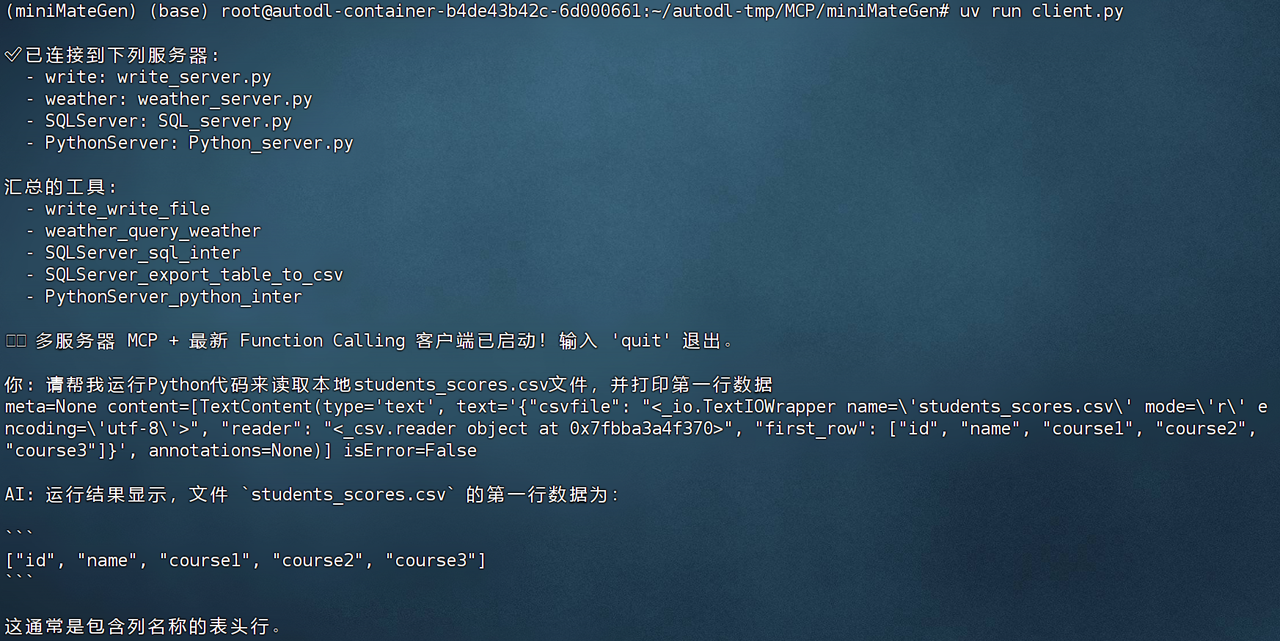 (miniMateGen) (base) root@autodl-container-b4de43b42c-6d000661:~/autodl-tmp/MCP/miniMateGen# uv run client.py
✅已连接到下列服务器:
- write: write_server.py
- weather: weather_server.py
- SQLServer: SQL_server.py
- PythonServer: Python_server.py
汇总的工具:
- write_write_file
- weather_query_weather
- SQLServer_sql_inter
- SQLServer_export_table_to_csv
- PythonServer_python_inter
多服务器 MCP + 最新 Function Calling 客户端已启动！输入 'quit' 退出。
你: 请帮我运行Python代码来读取本地students_scores.csv文件，并打印第一行数据
meta=None content=[TextContent(type='text', text='{"csvfile": "<_io.TextIOWrapper name=\'students_scores.csv\' mode=\'r\' e
ncoding=\'utf-8\'>", "reader": "<_csv.reader object at 0x7fbba3a4f370>", "first_row": ["id", "name", "course1", "course2",
"course3"]}', annotations=None)] isError=False
AI: 运行结果显示，文件 `students_scores.csv` 的第一行数据为:
```
["id", "name", "course1", "course2", "course3"]
```
这通常是包含列名称的表头行。